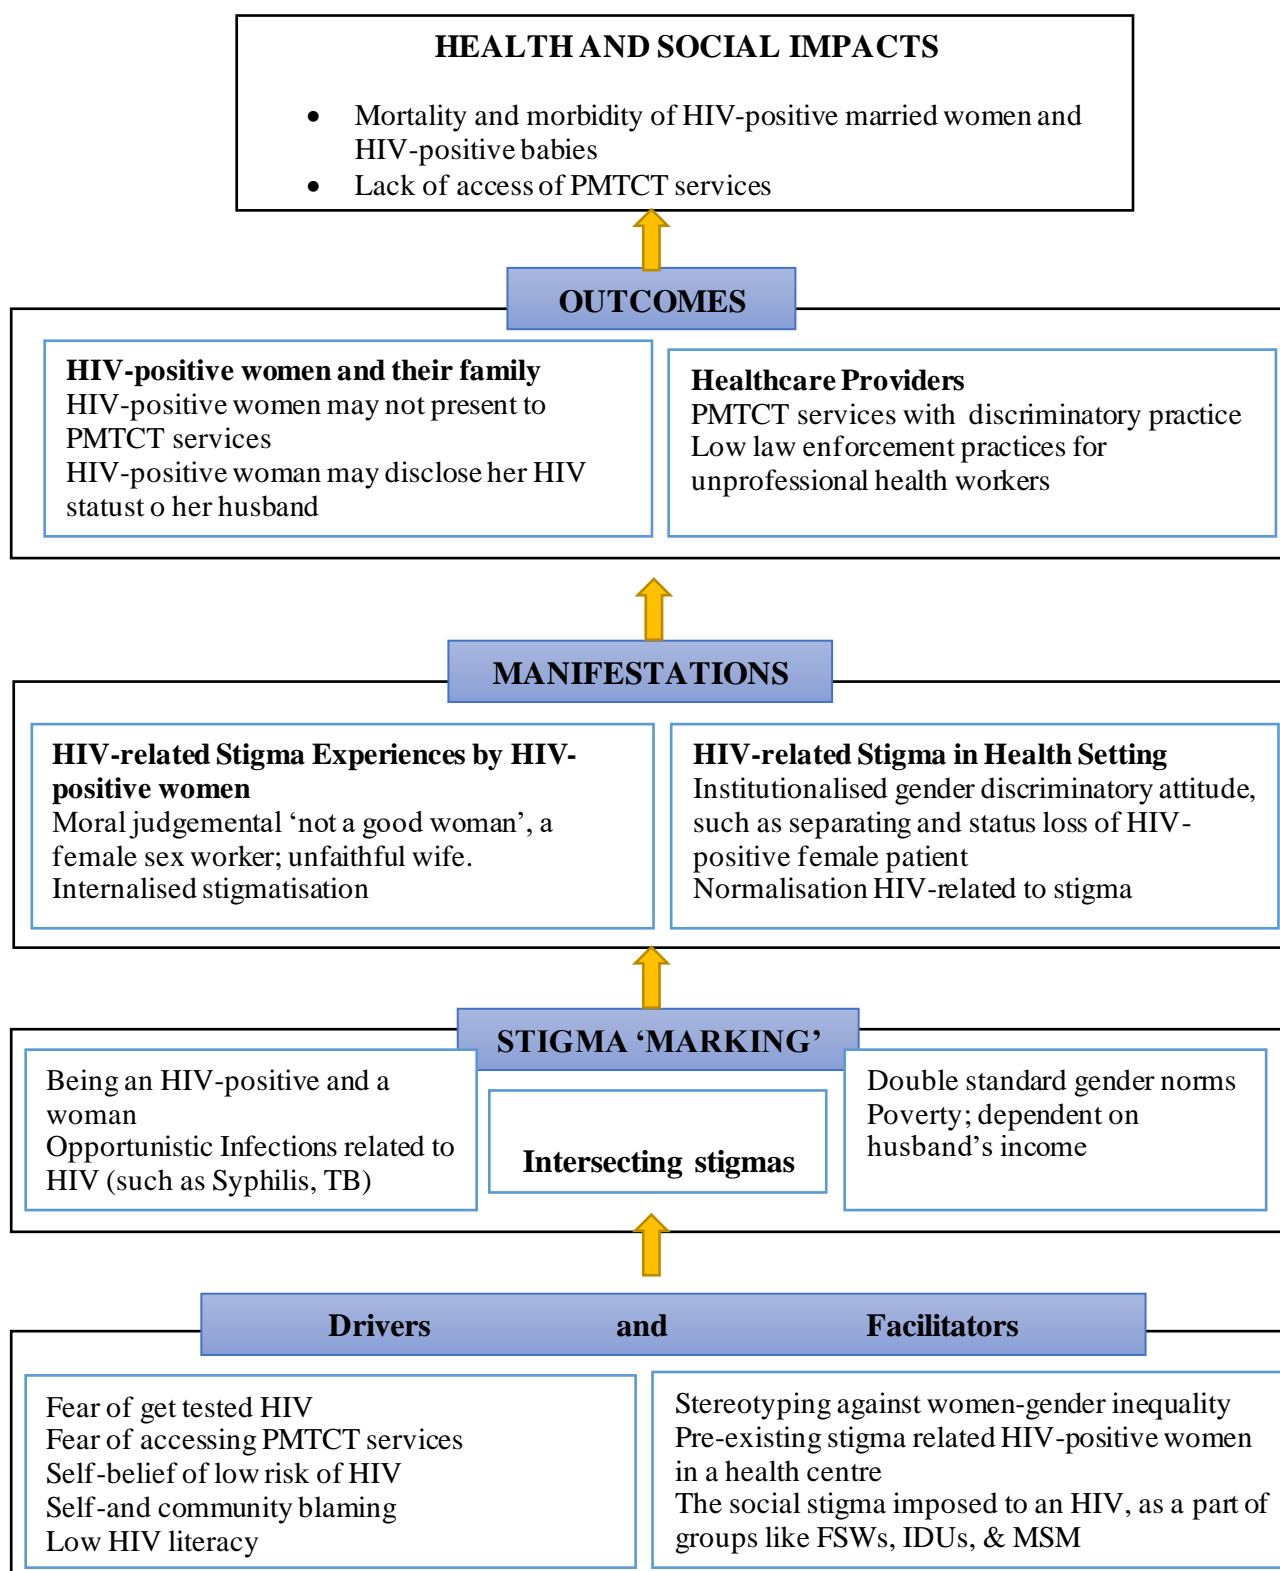 HEALTH AND SOCIAL IMPACTS
• Mortality and morbidity of HIV-positive married women and
HIV-positive babies
• Lack of access of PMTCT services
OUTCOMES
HIV-positive women and their family
HIV-positive women may not present to
PMTCT services
HIV-positive woman may disclose her HIV
statust o her husband
Healthcare Providers
PMTCT services with discriminatory practice
Low law enforcement practices for
unprofessional health workers
MANIFESTATIONS
HIV-related Stigma Experiences by HIV-
positive women
Moral judgemental ‘not a good woman’, a
female sex worker; unfaithful wife.
Internalised stigmatisation
HIV-related Stigma in Health Setting
Institutionalised gender discriminatory attitude,
such as separating and status loss of HIV-
positive female patient
Normalisation HIV-related to stigma
STIGMA ‘MARKING’
Being an HIV-positive and a
woman
Opportunistic Infections related to
HIV (such as Syphilis, TB)
Intersecting stigmas
Double standard gender norms
Poverty; dependent on
husband’s income
Drivers and Facilitators
Fear of get tested HIV
Fear of accessing PMTCT services
Self-belief of low risk of HIV
Self-and community blaming
Low HIV literacy
Stereotyping against women-gender inequality
Pre-existing stigma related HIV-positive women
in a health centre
The social stigma imposed to an HIV, as a part of
groups like FSWs, IDUs, & MSM